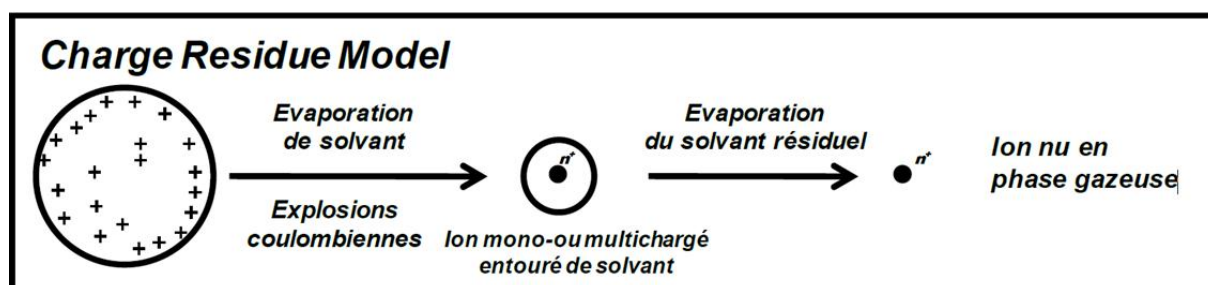 Charge Residue Model
Evaporation
de solvant
Explosions
coulombiennes
n+
Ion mono-ou multichargé
entouré de solvant
Evaporation
du solvant résiduel
n+
Ion nu en
phase gazeuse